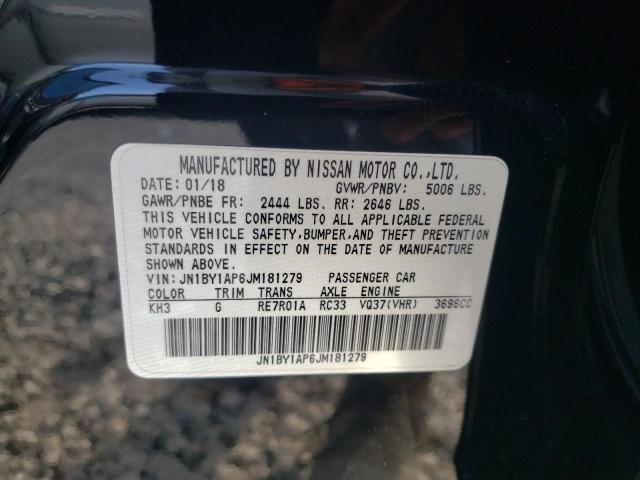 MANUFACTURED BY NISSAN MOTOR CO.,LTD.
DATE: 01/18 GVWR/PNBV: 5006 LBS.
GAWR/PNBE FR: 2444 LBS. RR: 2646 LBS.
THIS VEHICLE CONFORMS TO ALL APPLICABLE FEDERAL
MOTOR VEHICLE SAFETY,BUMPER,AND THEFT PREVENTION
STANDARDS IN EFFECT ON THE DATE OF MANUFACTURE
SHOWN ABOVE.
VIN:JN1BY1AP6JM181279 PASSENGER CAR
COLOR TRIM TRANS AXLE ENGINE
KH3 G RE7R01A RC33 VQ37(VHR) 3696CC
JN1BY1AP6JM181279